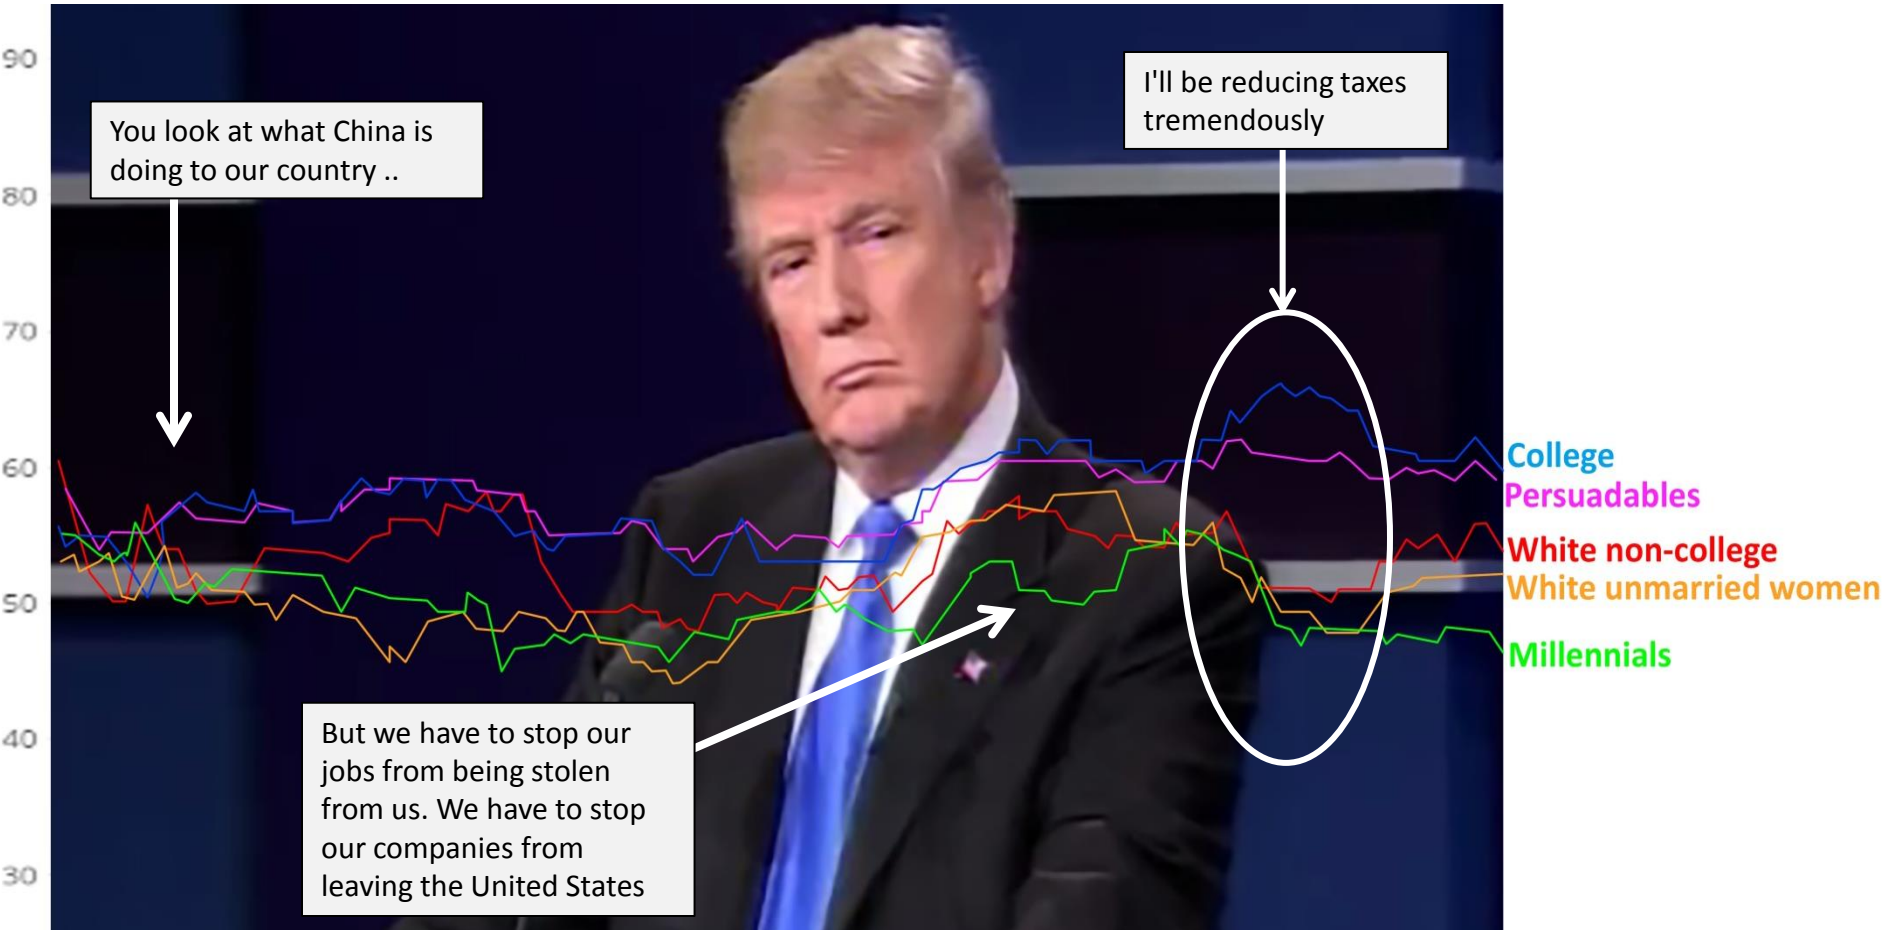 90
80
70
60
50
40
30
You look at what China is
doing to our country ..
I'll be reducing taxes
tremendously
But we have to stop our
jobs from being stolen
from us. We have to stop
our companies from
leaving the United States
College
Persuadables
White non-college
White unmarried women
Millennials